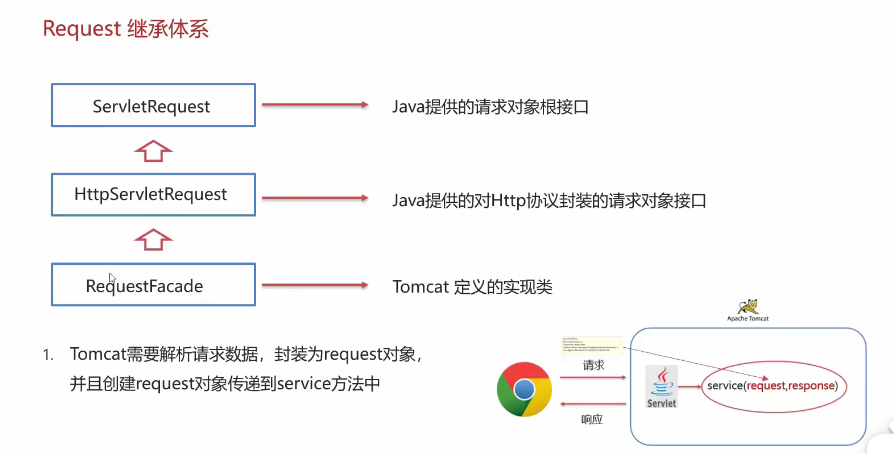 Request 继承体系
ServletRequest
Java提供的请求对象根接口
HttpServletRequest
Java提供的对Http协议封装的请求对象接口
RequestFacade
Tomcat 定义的实现类
1. Tomcat需要解析请求数据，封装为request对象，
并且创建request对象传递到service方法中
Apache Tomcat
请求
Servlet
service(request,response)
响应